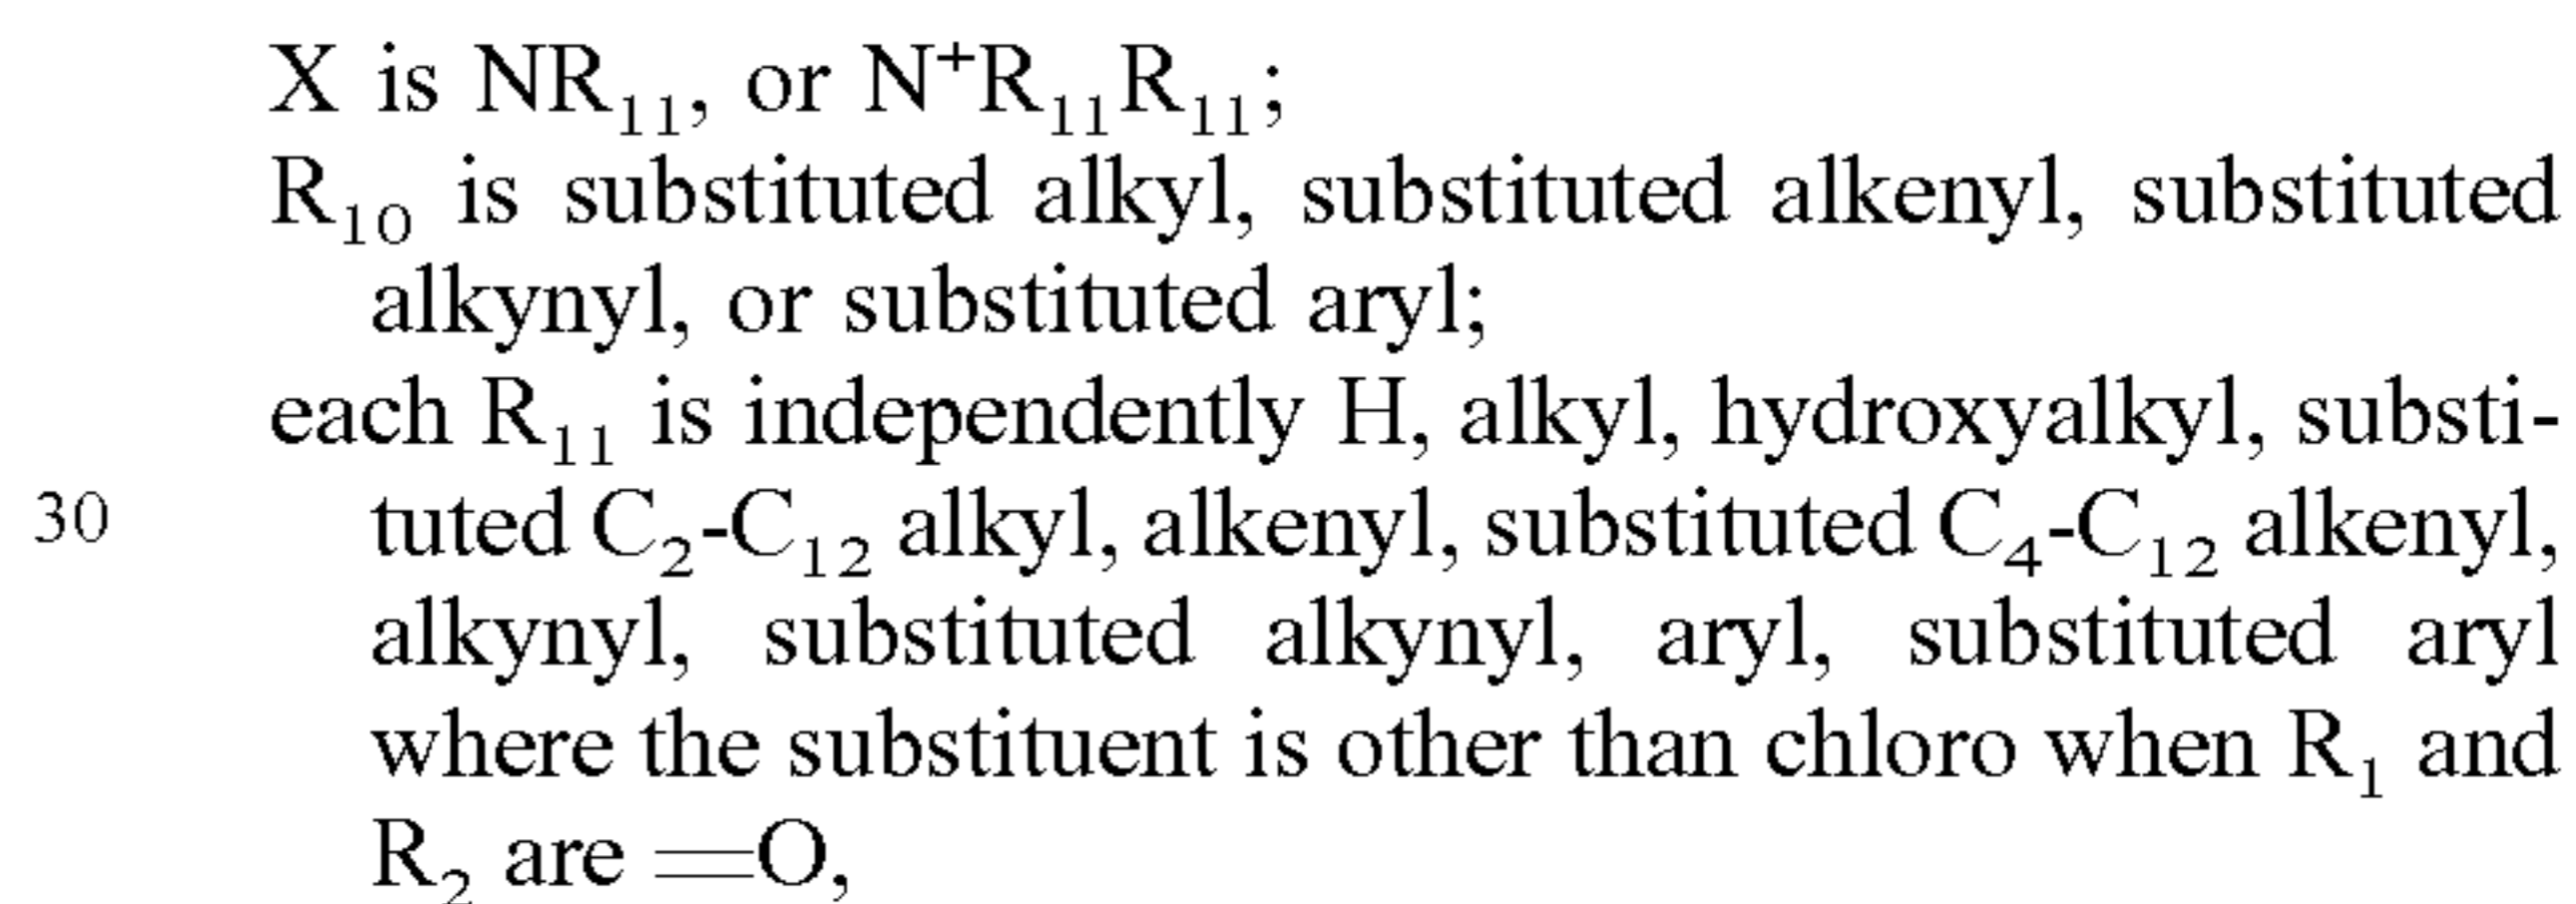 X is NR₁₁, or N⁺R₁₁R₁₁;
R₁₀ is substituted alkyl, substituted alkenyl, substituted
alkynyl, or substituted aryl;
each R₁₁ is independently H, alkyl, hydroxyalkyl, substi-
30 tuted C₂-C₁₂ alkyl, alkenyl, substituted C₄-C₁₂ alkenyl,
alkynyl, substituted alkynyl, aryl, substituted aryl
where the substituent is other than chloro when R₁ and
R₂ are =O,